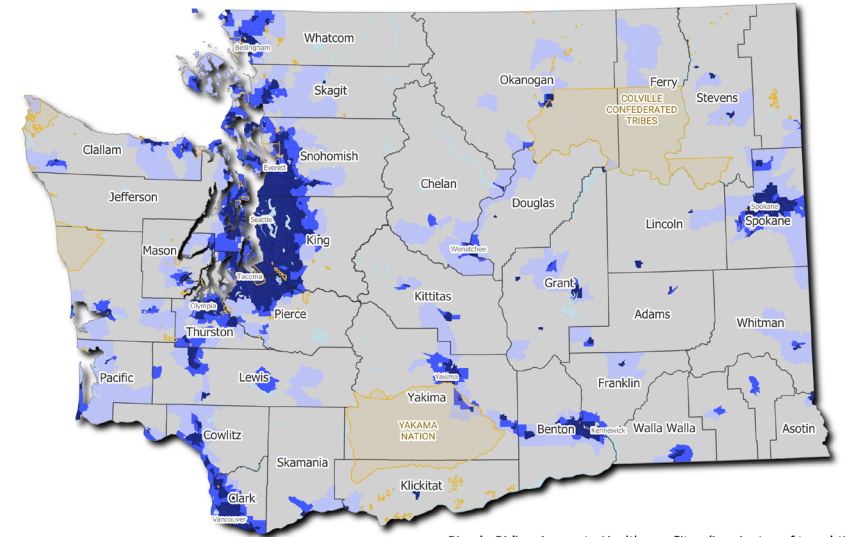 Whatcom
Bellingham
Skagit
Okanogan
Ferry
Stevens
COLVILLE
CONFEDERATED
TRIBES
Clallam
Snohomish
Everett
Chelan
Jefferson
Douglas
Seattle
Spokane
Spokane
Lincoln
King
Mason
Wenatchee
Tacoma
Grant
Kittitas
Olympia
Pierce
Adams
Whitman
Thurston
Pacific
Lewis
Yakima
Franklin
Yakima
YAKAMA
NATION
Benton
Kennewick
Walla Walla
Asotin
Cowlitz
Skamania
Klickitat
Clark
Vancouver